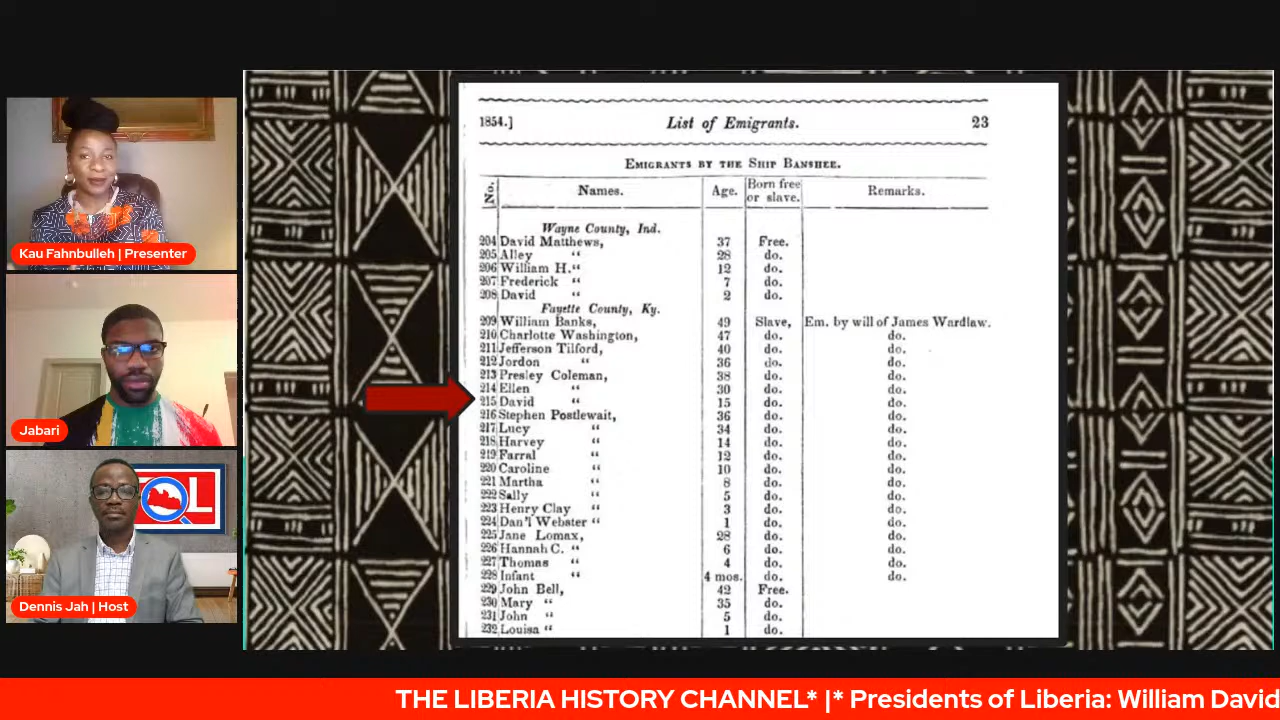 Kau Fahnbulleh | Presenter
Jabari
OL
Dennis Jah | Host
1854.] List of Emigrants. 23
EMIGRANTS BY THE SHIP BANSHEE.
No. Names. Age. Born free or slave. Remarks.
Wayne County, Ind.
204 David Matthews, 37 Free.
205 Alley “ 28 do.
206 William H. “ 12 do.
207 Frederick “ 7 do.
208 David “ 2 do.
Fayette County, Ky.
209 William Banks, 49 Slave, Em. by will of James Wardlaw.
210 Charlotte Washington, 47 do. do.
211 Jefferson Tilford, 40 do. do.
212 Jordon “ 36 do. do.
213 Presley Coleman, 38 do. do.
214 Ellen “ 30 do. do.
215 David “ 15 do. do.
216 Stephen Postlewait, 36 do. do.
217 Lucy “ 34 do. do.
218 Harvey “ 14 do. do.
219 Farral “ 12 do. do.
220 Caroline “ 10 do. do.
221 Martha “ 8 do. do.
222 Sally “ 5 do. do.
223 Henry Clay “ 3 do. do.
224 Dan'l Webster “ 1 do. do.
225 Jane Lomax, 28 do. do.
226 Hannah C. “ 6 do. do.
227 Thomas “ 4 do. do.
228 Infant “ 4 mos. do. do.
229 John Bell, 42 Free.
230 Mary “ 35 do.
231 John “ 5 do.
232 Louisa “ 1 do.
THE LIBERIA HISTORY CHANNEL* |* Presidents of Liberia: William David